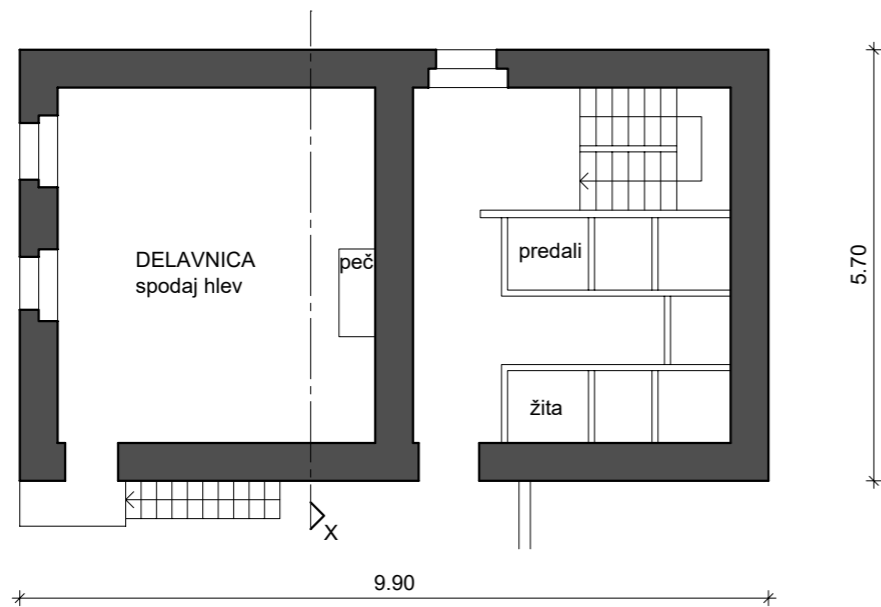 DELAVNICA
spodaj hlev
peč
predali
žita
X
5.70
9.90